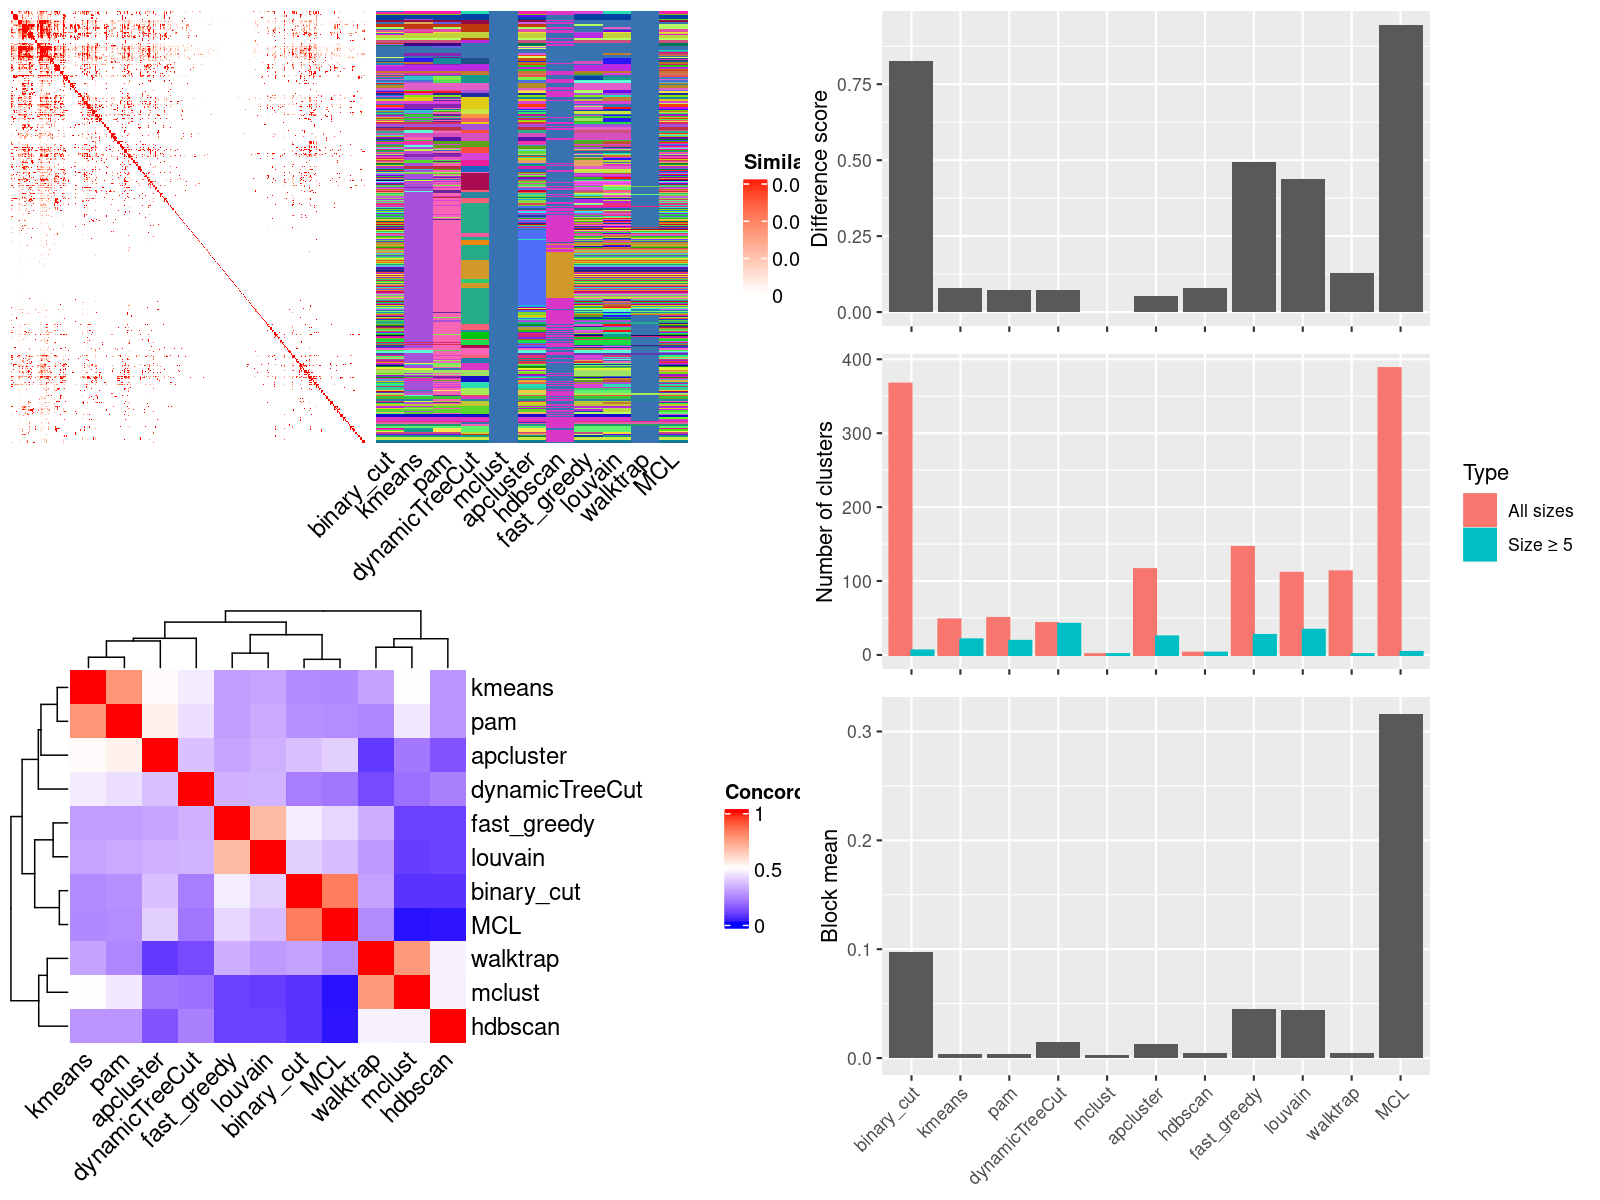 Simila
0.0
0.0
0.0
0
binary_cut
kmeans
pam
dynamicTreeCut
mclust
apcluster
hdbscan
fast_greedy
louvain
walktrap
MCL
kmeans
pam
apcluster
dynamicTreeCut
fast_greedy
louvain
binary_cut
MCL
walktrap
mclust
hdbscan
kmeans
pam
apcluster
dynamicTreeCut
fast_greedy
louvain
binary_cut
MCL
walktrap
mclust
hdbscan
Concord
1
0.5
0
Difference score
0.75
0.50
0.25
0.00
Number of clusters
400
300
200
100
0
Type
All sizes
Size ≥ 5
Block mean
0.3
0.2
0.1
0.0
binary_cut
kmeans
pam
dynamicTreeCut
mclust
apcluster
hdbscan
fast_greedy
louvain
walktrap
MCL